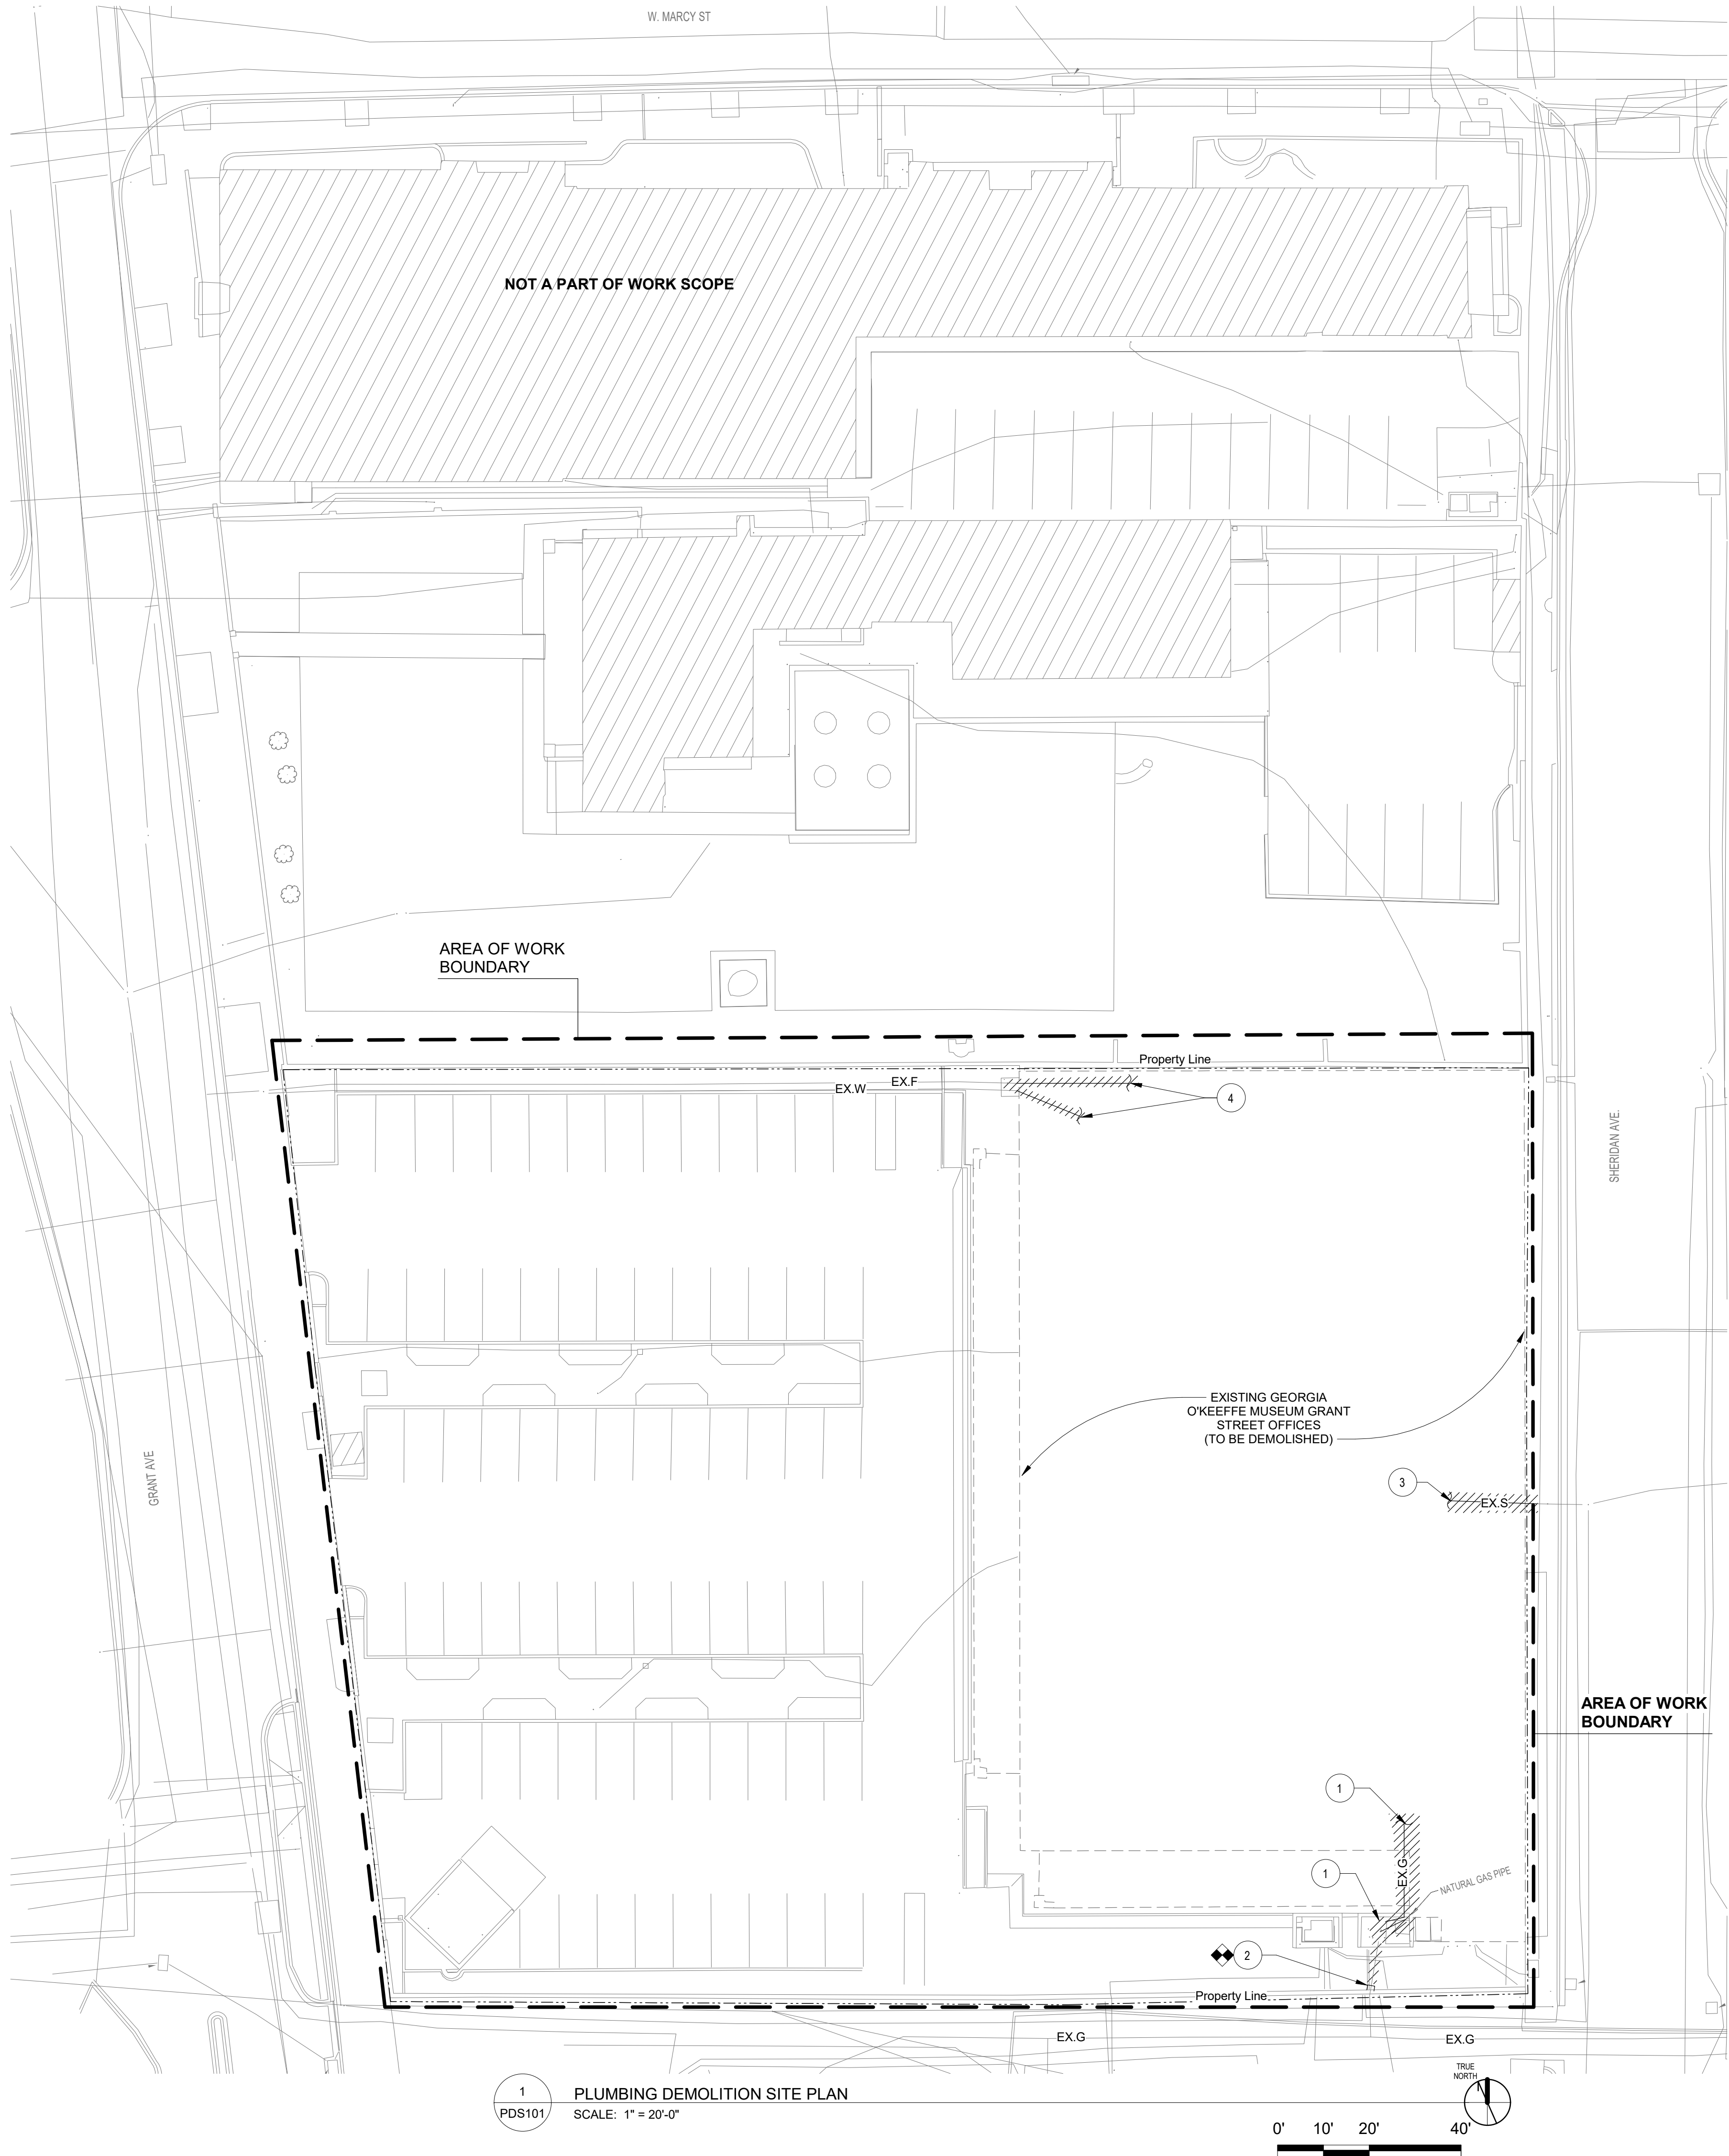 W. MARCY ST
NOT A PART OF WORK SCOPE
AREA OF WORK
BOUNDARY
Property Line
EX.F
EX.W
4
SHERIDAN AVE.
EXISTING GEORGIA
O'KEEFFE MUSEUM GRANT
STREET OFFICES
(TO BE DEMOLISHED)
GRANT AVE
3
EX.S
AREA OF WORK
BOUNDARY
1
1
EX.G
NATURAL GAS PIPE
2
Property Line
EX.G
EX.G
TRUE
NORTH
N
1
PDS101
PLUMBING DEMOLITION SITE PLAN
SCALE: 1" = 20'-0"
0' 10' 20' 40'